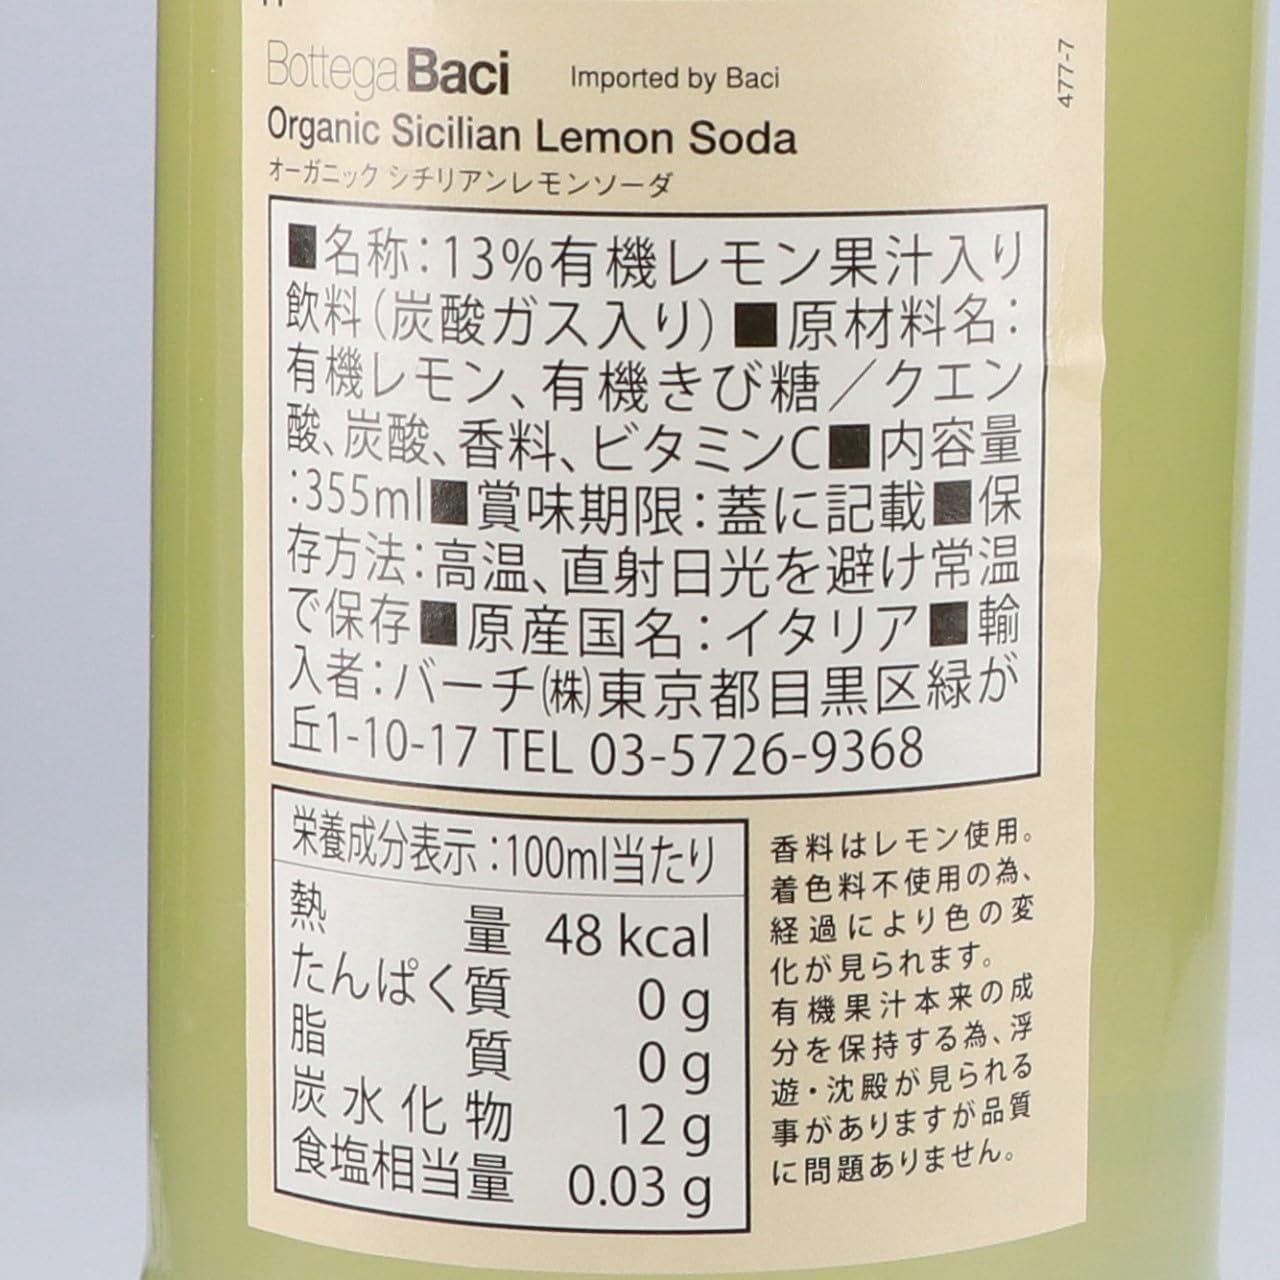 Bottega Baci Imported by Baci
477-7
Organic Sicilian Lemon Soda
オーガニック シチリアンレモンソーダ
■名称：13%有機レモン果汁入り
飲料（炭酸ガス入り）■原材料名：
有機レモン、有機きび糖／クエン
酸、炭酸、香料、ビタミンC■内容量
:355ml■賞味期限：蓋に記載■保
存方法：高温、直射日光を避け常温
で保存■原産国名：イタリア■輸
入者：バーチ㈱東京都目黒区緑が
丘1-10-17 TEL 03-5726-9368
栄養成分表示：100ml当たり
熱量 48 kcal
たんぱく質 0 g
脂質 0 g
炭水化物 12 g
食塩相当量 0.03 g
香料はレモン使用。
着色料不使用の為、
経過により色の変
化が見られます。
有機果汁本来の成
分を保持する為、浮
遊・沈殿が見られる
事がありますが品質
に問題ありません。